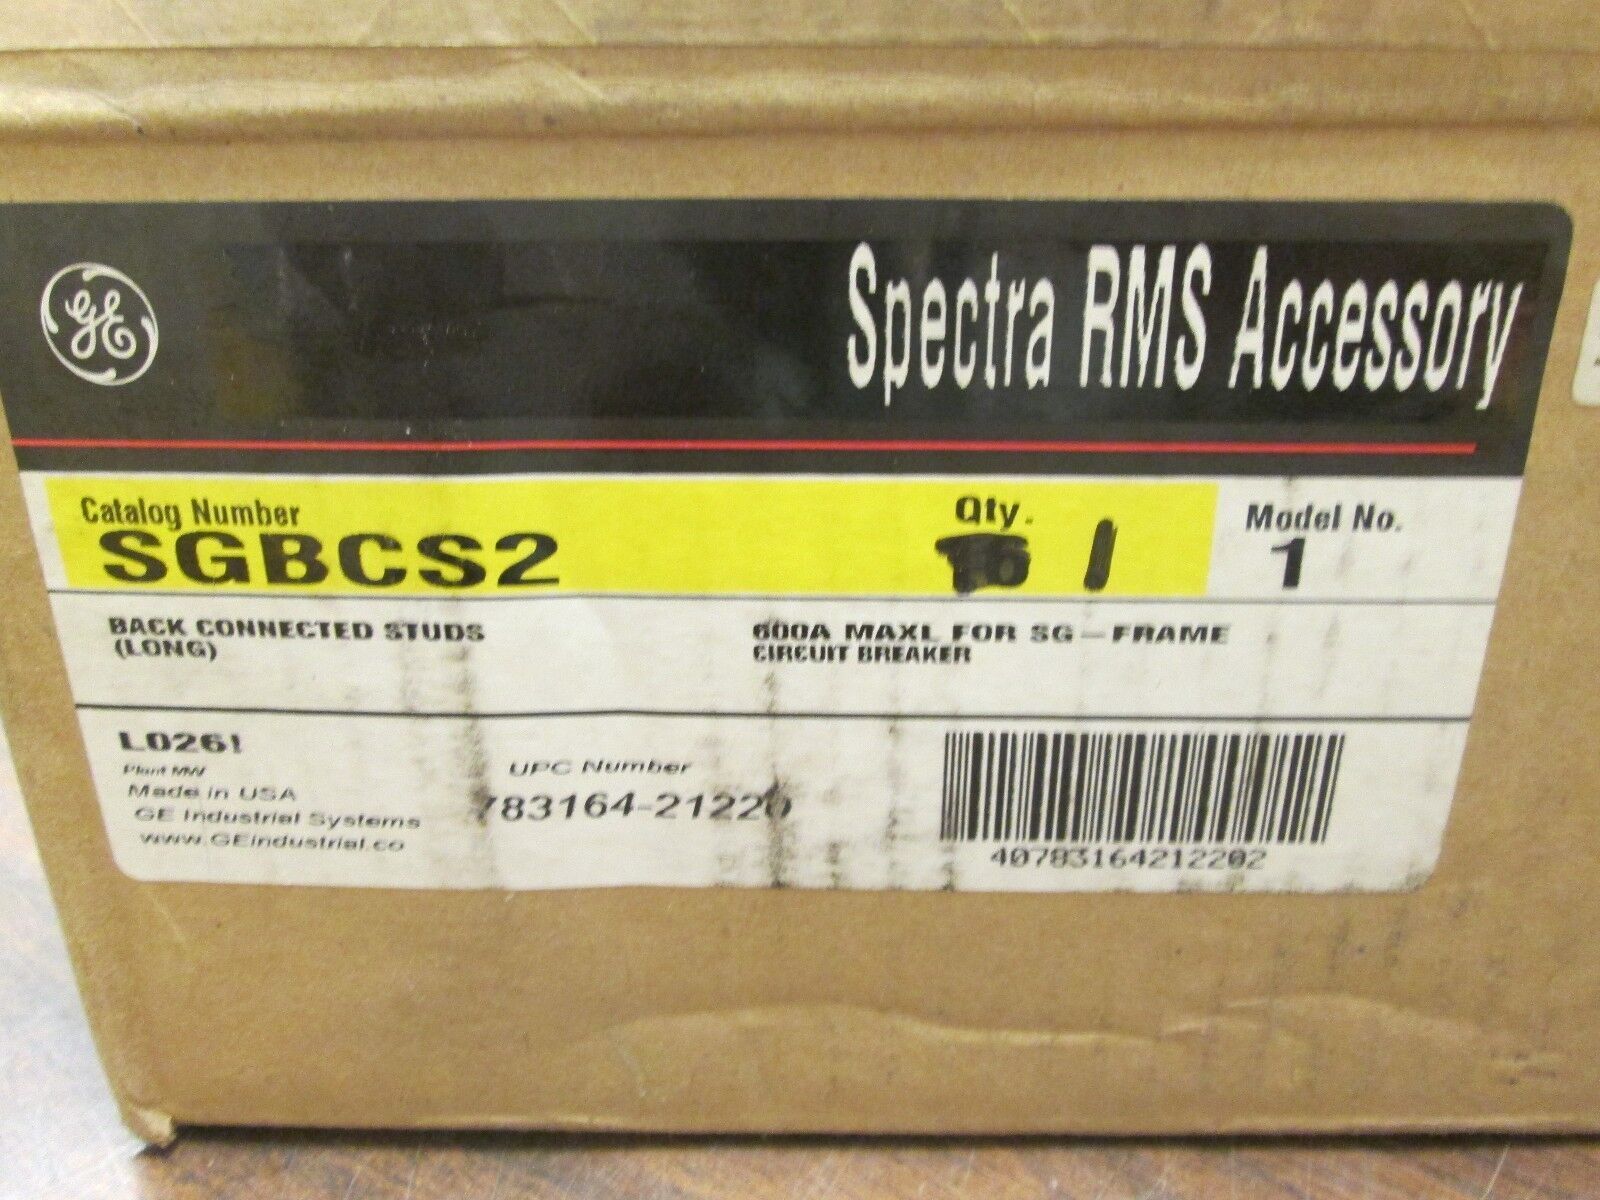 GE
Spectra RMS Accessory
Catalog Number
SGBCS2
Qty.
1
Model No.
1
BACK CONNECTED STUDS
(LONG)
600A MAXL FOR SG-FRAME
CIRCUIT BREAKER
Plant MW
Made in USA
GE Industrial Systems
www.GEindustrial.co
UPC Number
783164-21220
40783164212202